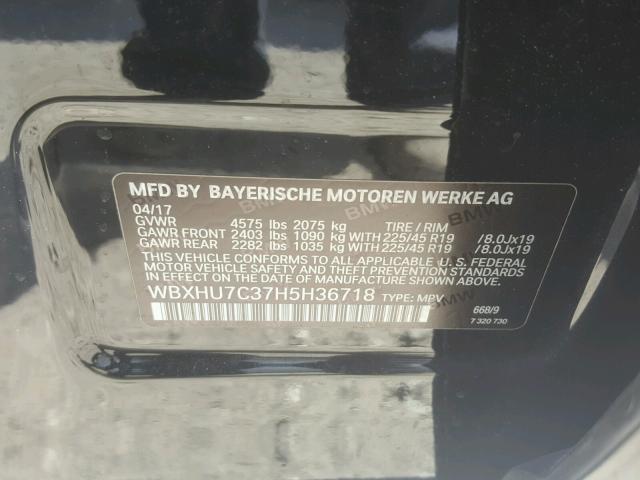 MFD BY BAYERISCHE MOTOREN WERKE AG
04/17
GVWR 4575 lbs 2075 kg TIRE / RIM
GAWR FRONT 2403 lbs 1090 kg WITH 225/45 R19 /8.0Jx19
GAWR REAR 2282 lbs 1035 kg WITH 225/45 R19 /8.0Jx19
THIS VEHICLE CONFORMS TO ALL APPLICABLE U.S. FEDERAL
MOTOR VEHICLE SAFETY, BUMPER AND THEFT PREVENTION STANDARDS
IN EFFECT ON THE DATE OF MANUFACTURE SHOWN ABOVE.
WBXHU7C37H5H36718 TYPE: MPV
668/9
7 320 730